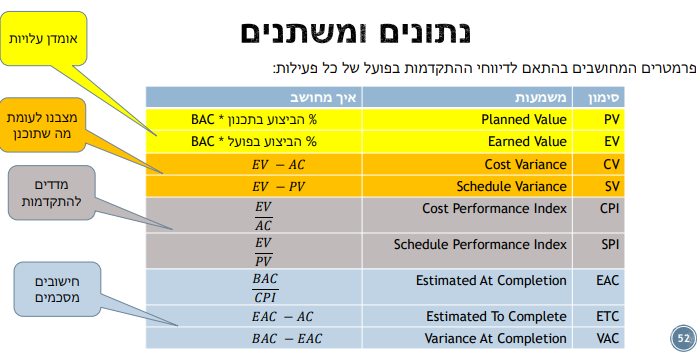 נתונים ומשתנים
פרמטרים המחושבים בהתאם לדיווחי ההתקדמות בפועל של כל פעילות:
סימון משמעות איך מחושב
PV Planned Value % הביצוע בתכנון * BAC
EV Earned Value % הביצוע בפועל * BAC
CV Cost Variance EV − AC
SV Schedule Variance EV − PV
CPI Cost Performance Index EV
AC
SPI Schedule Performance Index EV
PV
EAC Estimated At Completion BAC
CPI
ETC Estimated To Complete EAC − AC
VAC Variance At Completion BAC − EAC
אומדן עלויות
מצבנו לעומת
מה שתוכנן
מדדים
להתקדמות
חישובים
מסכמים
52